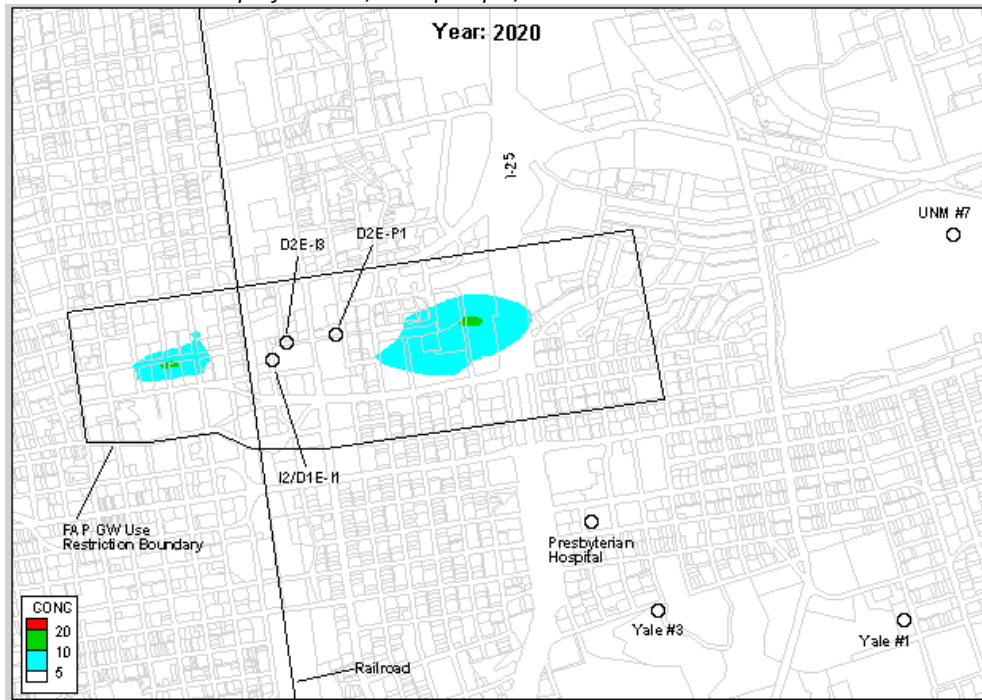 Year: 2020
I-25
UNM #7
D2E-I3
D2E-P1
I2/D1E-I1
FAP GW Use
Restriction Boundary
Presbyterian
Hospital
Yale #3
Yale #1
Railroad
CONC
20
10
5